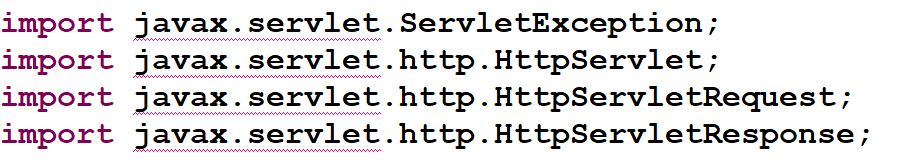 import javax.servlet.ServletException;
import javax.servlet.http.HttpServlet;
import javax.servlet.http.HttpServletRequest;
import javax.servlet.http.HttpServletResponse;